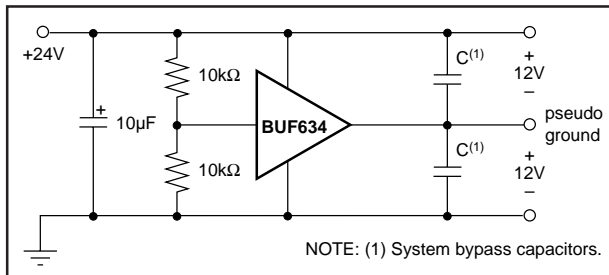 +24V
10µF
+
10kΩ
10kΩ
BUF634
C(1)
C(1)
+
12V
–
pseudo
ground
+
12V
–
NOTE: (1) System bypass capacitors.